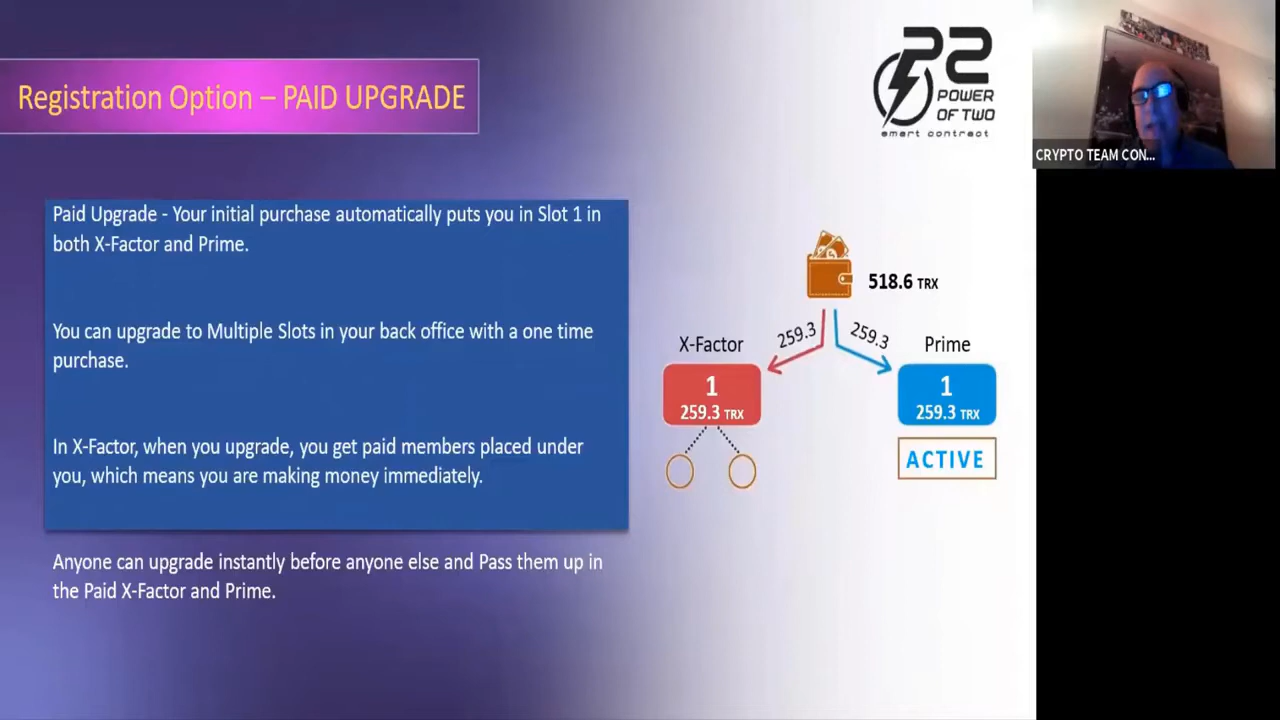 Registration Option – PAID UPGRADE
P2
POWER
OF TWO
smart contract
CRYPTO TEAM CON...
Paid Upgrade - Your initial purchase automatically puts you in Slot 1 in
both X-Factor and Prime.
You can upgrade to Multiple Slots in your back office with a one time
purchase.
In X-Factor, when you upgrade, you get paid members placed under
you, which means you are making money immediately.
Anyone can upgrade instantly before anyone else and Pass them up in
the Paid X-Factor and Prime.
518.6 TRX
259.3
259.3
X-Factor
Prime
1
259.3 TRX
1
259.3 TRX
ACTIVE